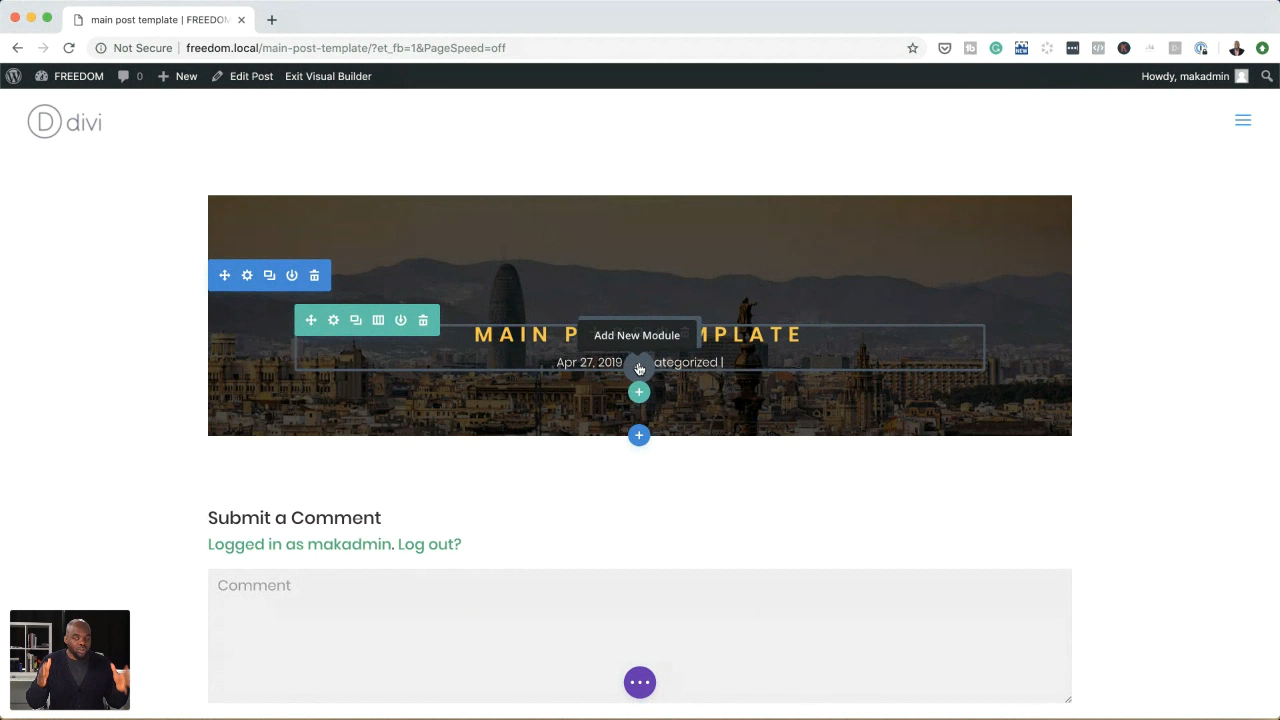 main post template | FREEDOM
Not Secure | freedom.local/main-post-template/?et_fb=1&PageSpeed=off
FREEDOM 0 New Edit Post Exit Visual Builder Howdy, makadmin
D divi
MAIN P MPLATE
Add New Module
Apr 27, 2019 ategorized |
Submit a Comment
Logged in as makadmin. Log out?
Comment